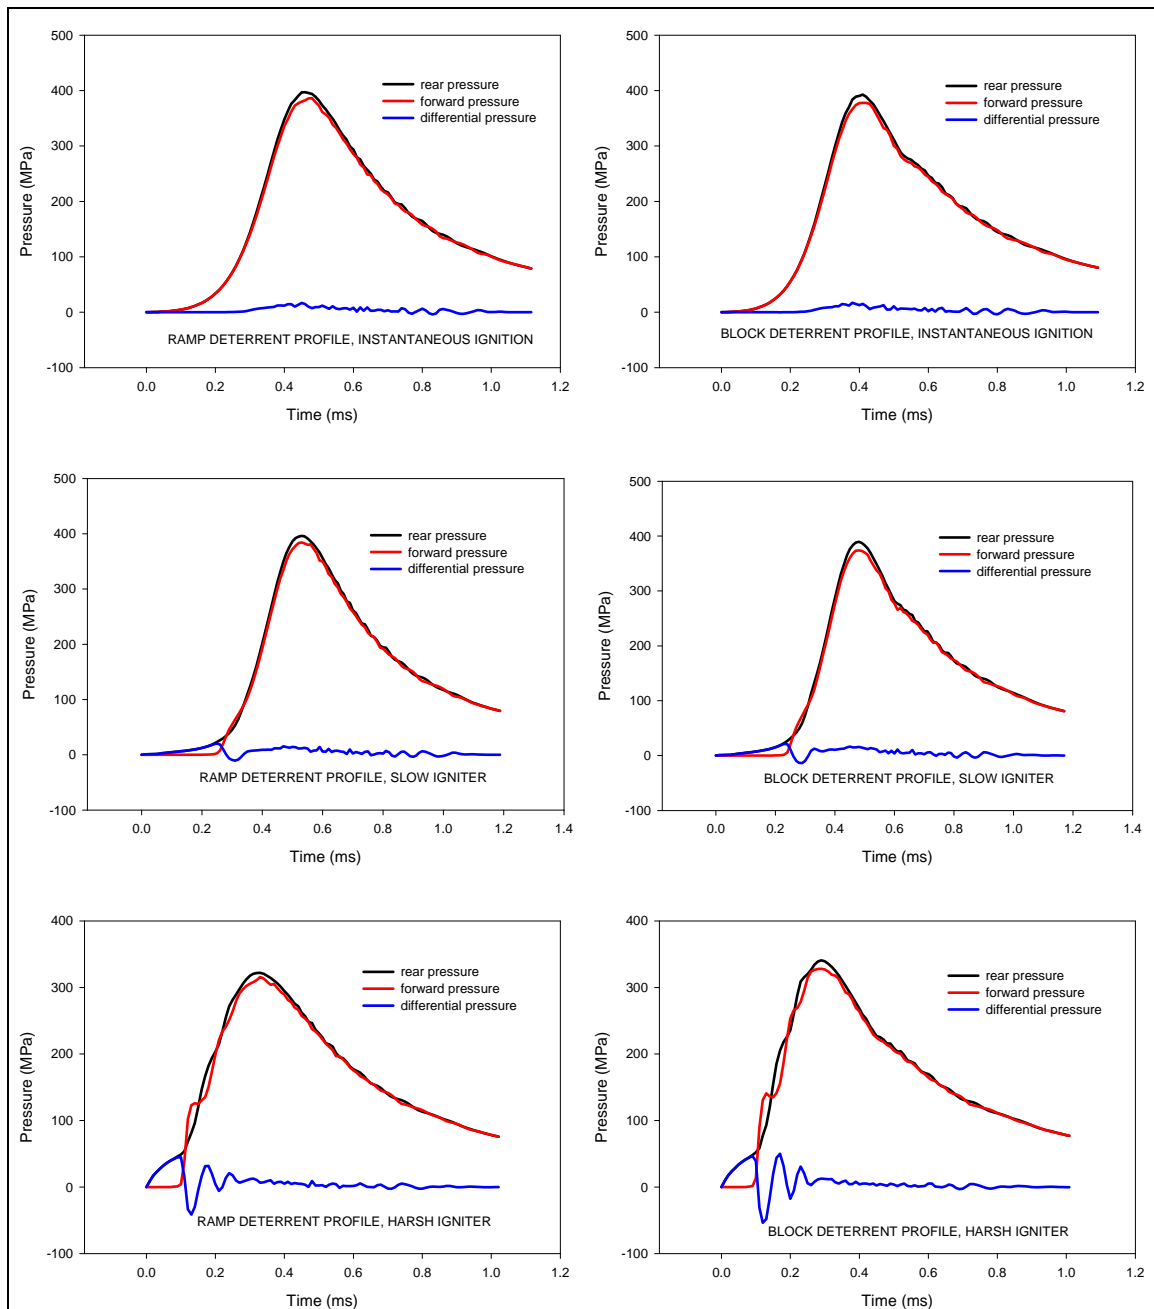 500
400
300
200
100
0
-100
Pressure (MPa)
rear pressure
forward pressure
differential pressure
RAMP DETERRENT PROFILE, INSTANTANEOUS IGNITION
0.0 0.2 0.4 0.6 0.8 1.0 1.2
Time (ms)
500
400
300
200
100
0
-100
Pressure (MPa)
rear pressure
forward pressure
differential pressure
BLOCK DETERRENT PROFILE, INSTANTANEOUS IGNITION
0.0 0.2 0.4 0.6 0.8 1.0 1.2
Time (ms)
500
400
300
200
100
0
-100
Pressure (MPa)
rear pressure
forward pressure
differential pressure
RAMP DETERRENT PROFILE, SLOW IGNITER
0.0 0.2 0.4 0.6 0.8 1.0 1.2 1.4
Time (ms)
500
400
300
200
100
0
-100
Pressure (MPa)
rear pressure
forward pressure
differential pressure
BLOCK DETERRENT PROFILE, SLOW IGNITER
0.0 0.2 0.4 0.6 0.8 1.0 1.2 1.4
Time (ms)
400
300
200
100
0
-100
Pressure (MPa)
rear pressure
forward pressure
differential pressure
RAMP DETERRENT PROFILE, HARSH IGNITER
0.0 0.2 0.4 0.6 0.8 1.0 1.2
Time (ms)
400
300
200
100
0
-100
Pressure (MPa)
rear pressure
forward pressure
differential pressure
BLOCK DETERRENT PROFILE, HARSH IGNITER
0.0 0.2 0.4 0.6 0.8 1.0 1.2
Time (ms)